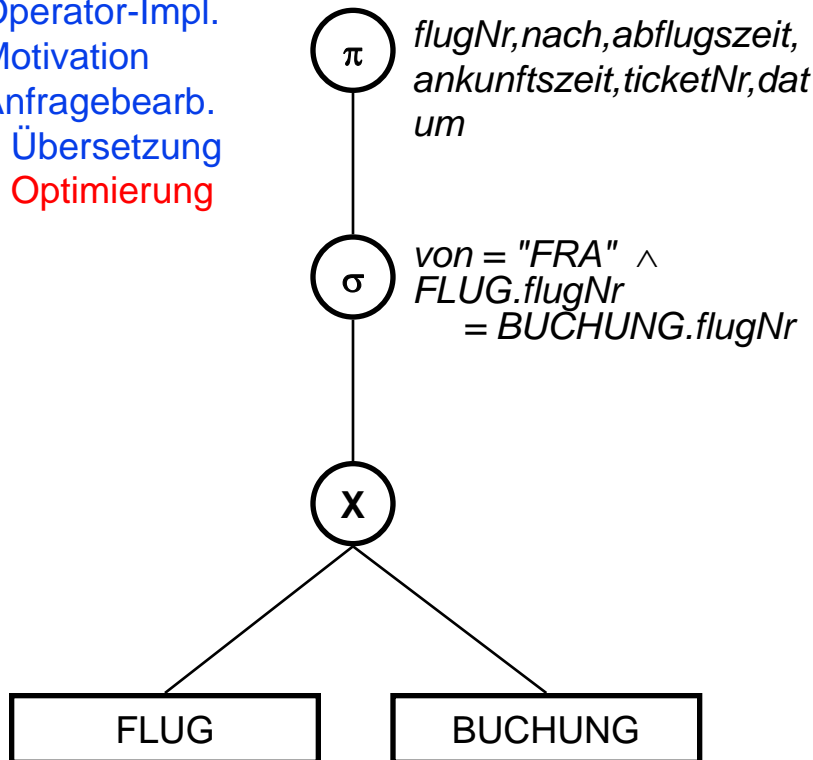 Operator-Impl.
Motivation
Anfragebearb.
Übersetzung
Optimierung
π
flugNr,nach,abflugszeit,
ankunftszeit,ticketNr,dat
um
σ
von = "FRA" ∧
FLUG.flugNr
= BUCHUNG.flugNr
X
FLUG
BUCHUNG